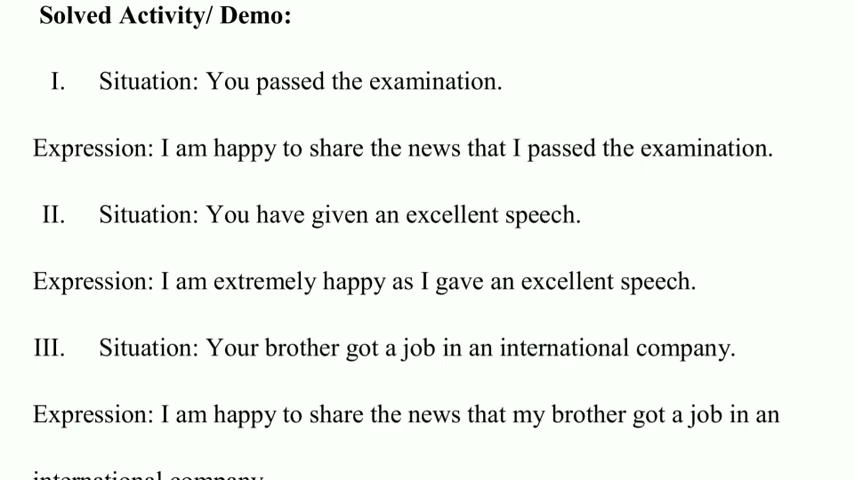 Solved Activity/ Demo:
I. Situation: You passed the examination.
Expression: I am happy to share the news that I passed the examination.
II. Situation: You have given an excellent speech.
Expression: I am extremely happy as I gave an excellent speech.
III. Situation: Your brother got a job in an international company.
Expression: I am happy to share the news that my brother got a job in an
international company.